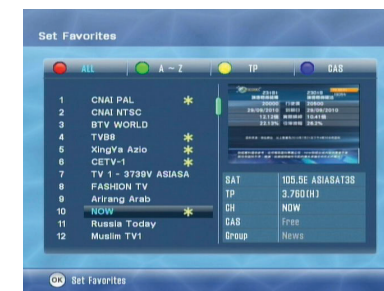 Set Favorites
ALL
A ~ Z
TP
CAS
1 CNAI PAL
2 CNAI NTSC
3 BTV WORLD
4 TVB8
5 XingYa Azio
6 CETV-1
7 TV 1 - 3739V ASIASA
8 FASHION TV
9 Arirang Arab
10 NOW
11 Russia Today
12 Muslim TV1
SAT 105.5E ASIASAT3S
TP 3.760(H)
CH NOW
CAS Free
Group News
OK Set Favorites